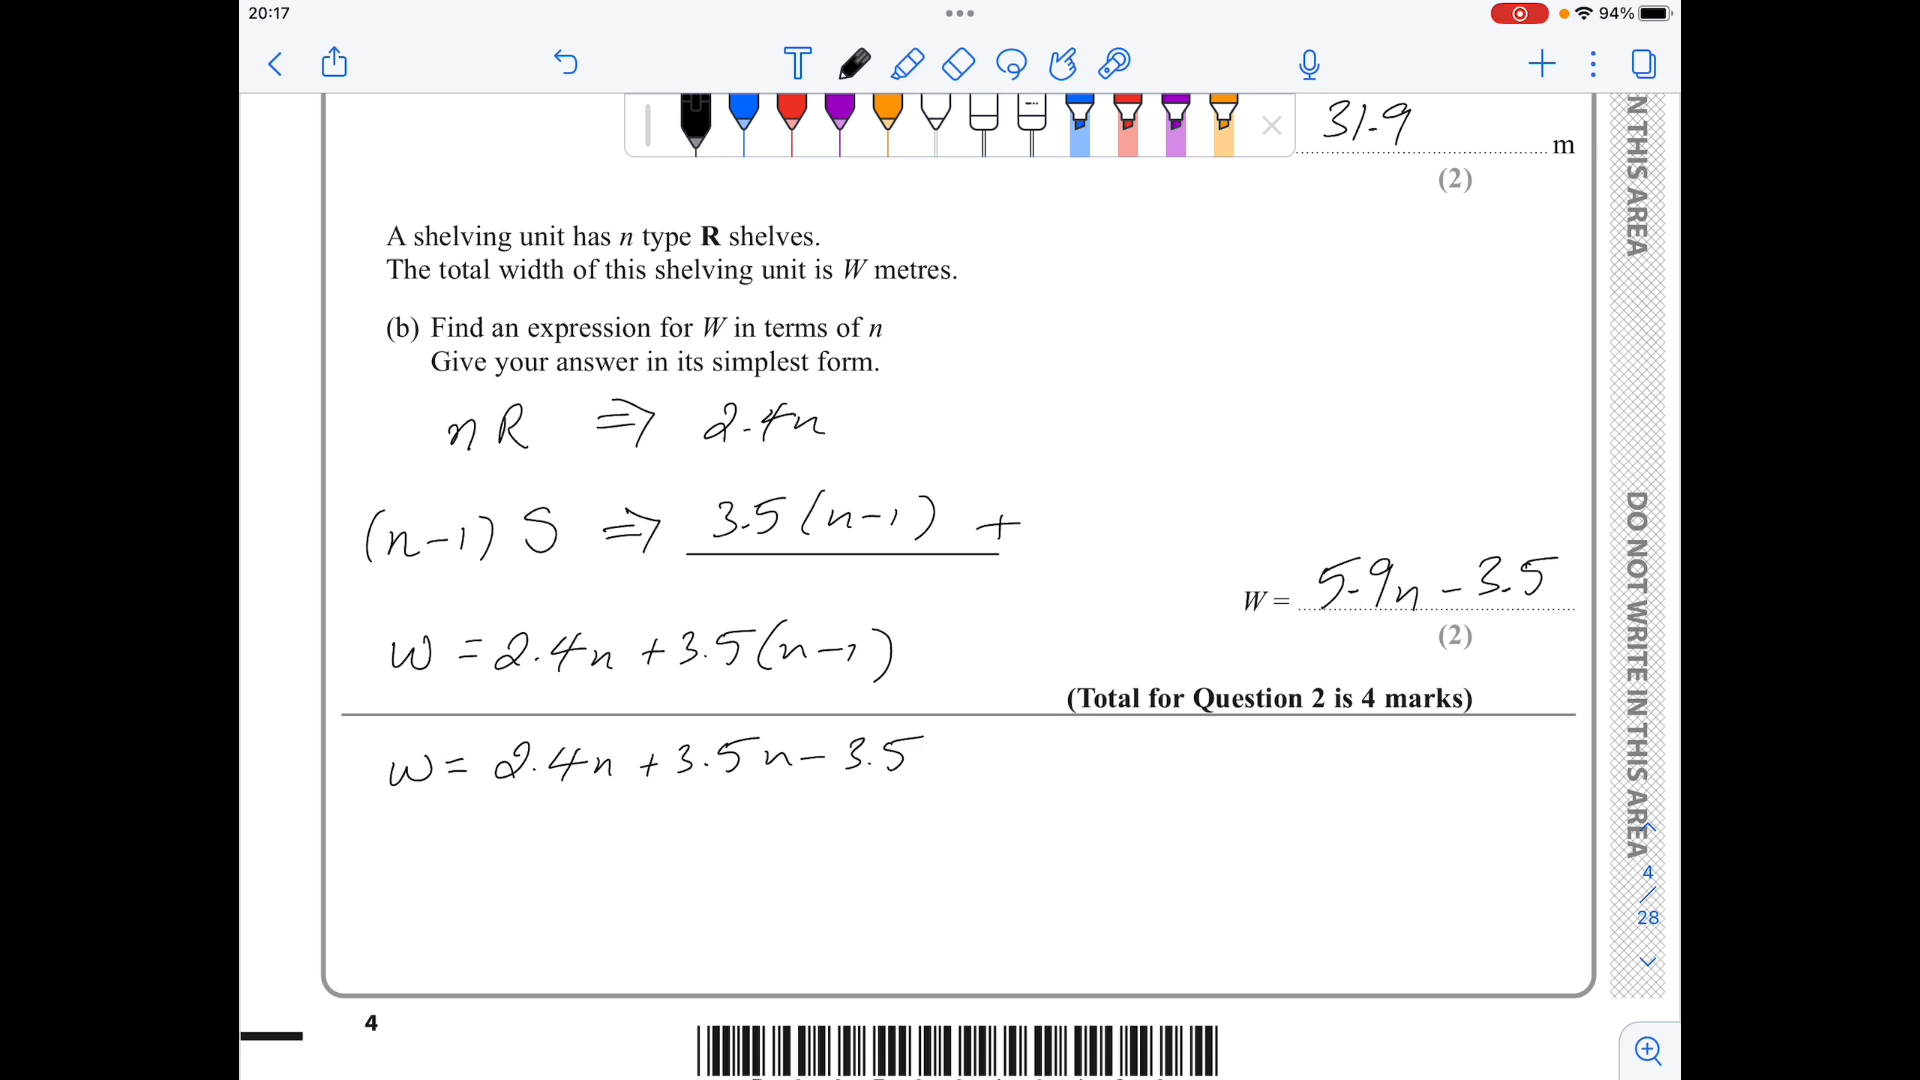 20:17
94%
31.9
m
(2)
A shelving unit has n type R shelves.
The total width of this shelving unit is W metres.
(b) Find an expression for W in terms of n
Give your answer in its simplest form.
nR ⇒ 2.4n
(n-1) S ⇒ 3.5(n-1) +
W = 5.9n - 3.5
(2)
w = 2.4n + 3.5(n-1)
(Total for Question 2 is 4 marks)
w = 2.4n + 3.5n - 3.5
N THIS AREA
DO NOT WRITE IN THIS AREA
4
/
28
4